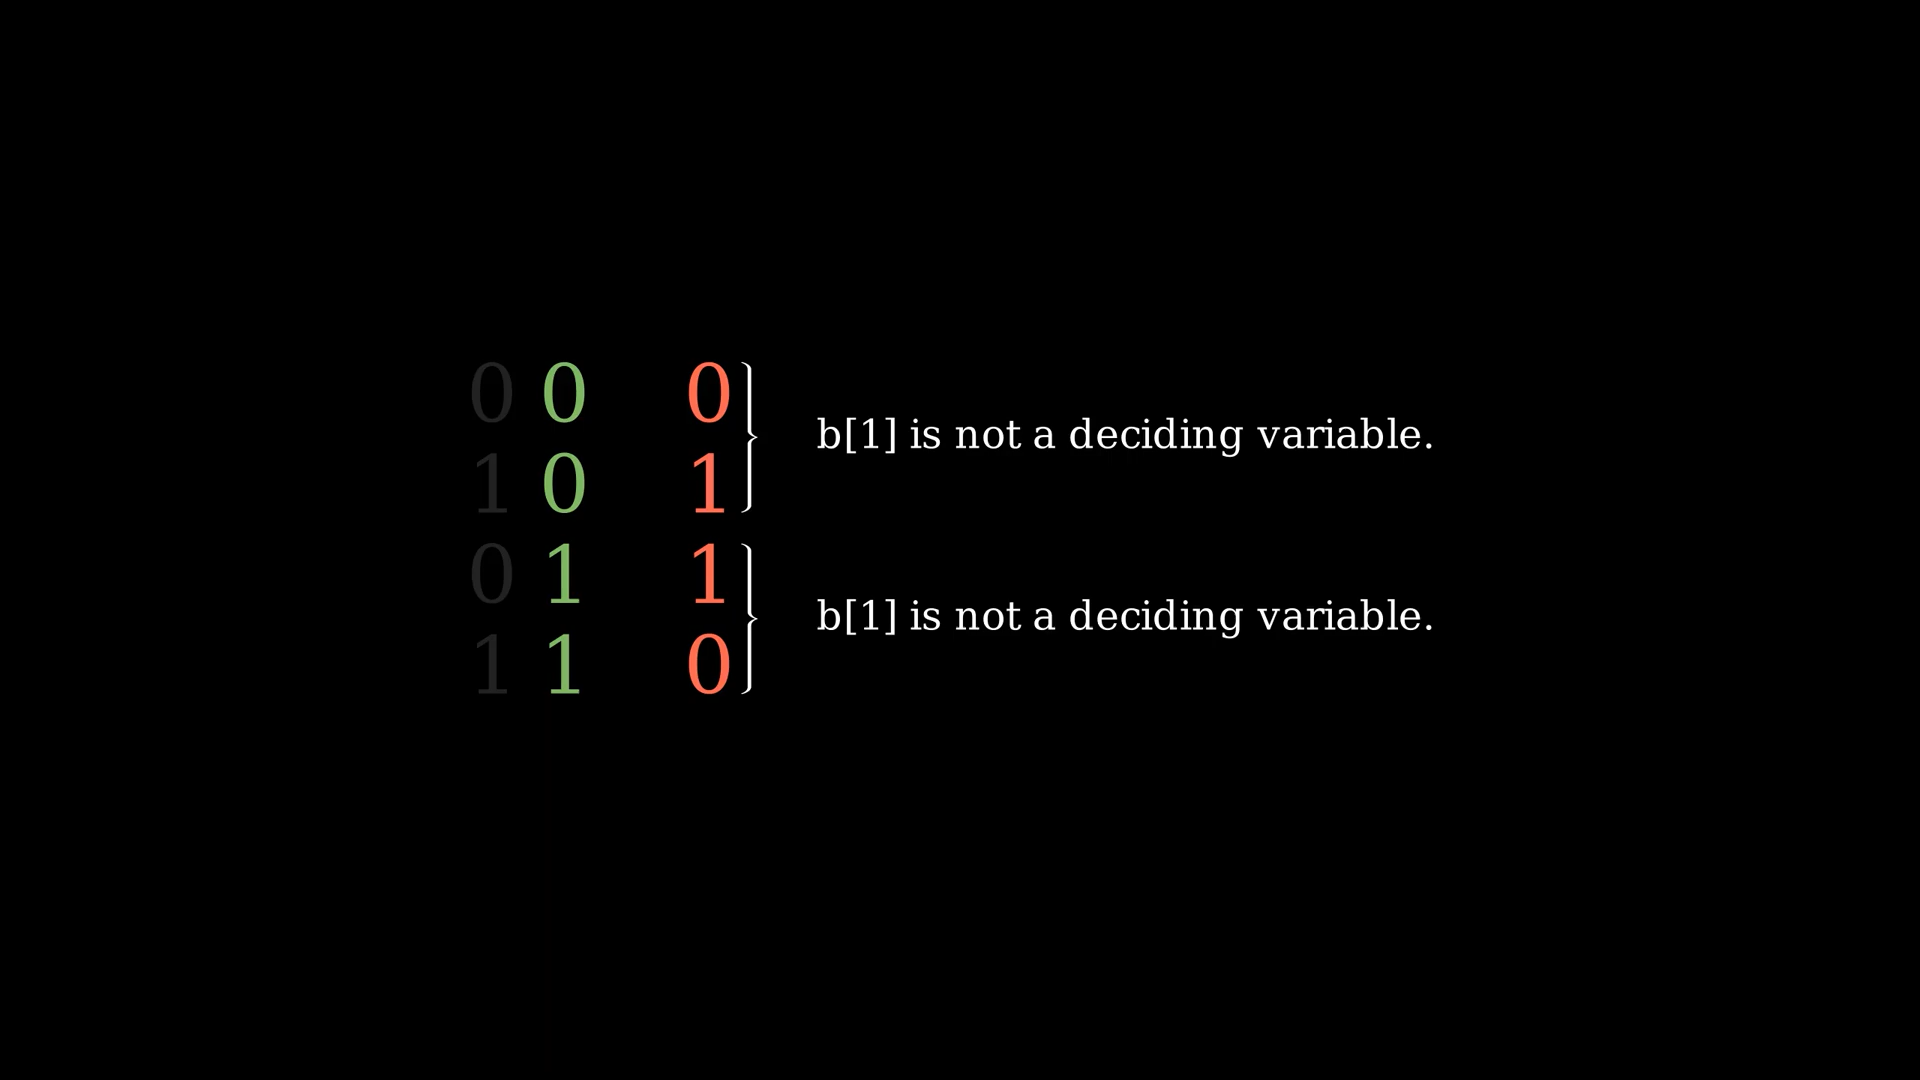 0 0 0
b[1] is not a deciding variable.
1 0 1
0 1 1
b[1] is not a deciding variable.
1 1 0